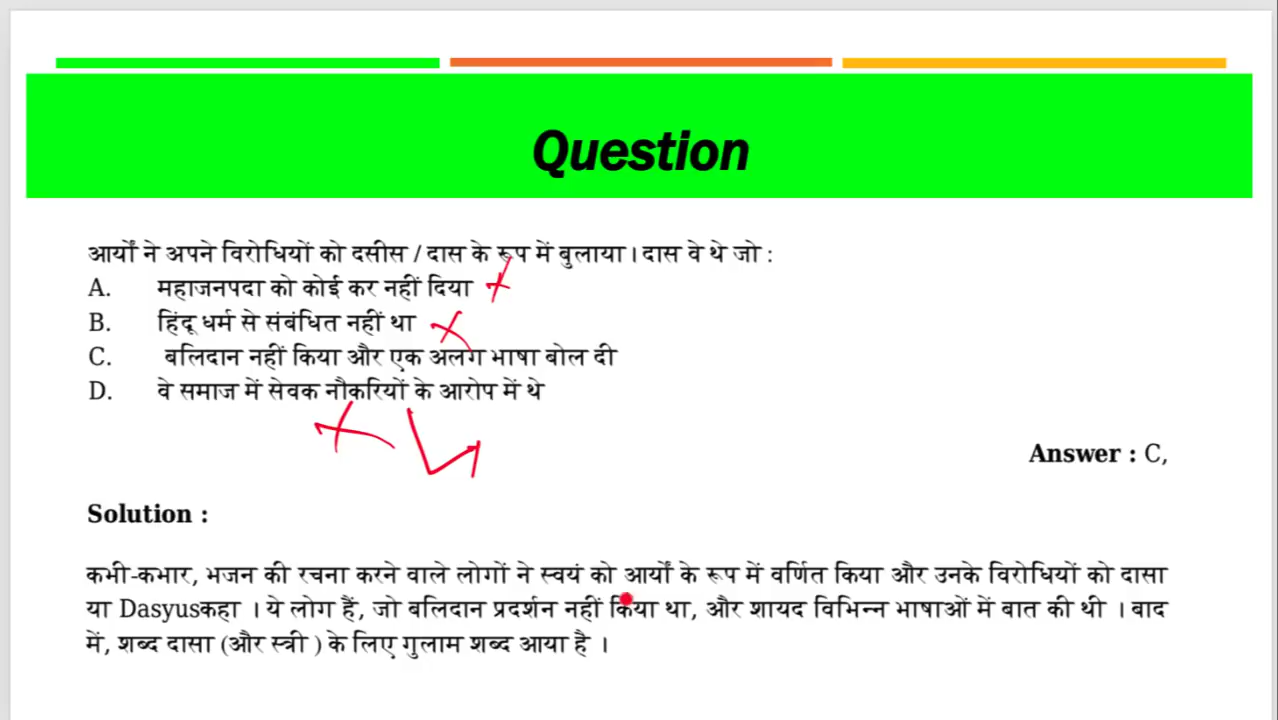 Question
आर्यों ने अपने विरोधियों को दसीस / दास के रूप में बुलाया। दास वे थे जो :
A. महाजनपदा को कोई कर नहीं दिया
B. हिंदू धर्म से संबंधित नहीं था
C. बलिदान नहीं किया और एक अलग भाषा बोल दी
D. वे समाज में सेवक नौकरियों के आरोप में थे
Answer : C,
Solution :
कभी-कभार, भजन की रचना करने वाले लोगों ने स्वयं को आर्यों के रूप में वर्णित किया और उनके विरोधियों को दासा
या Dasyusकहा । ये लोग हैं, जो बलिदान प्रदर्शन नहीं किया था, और शायद विभिन्न भाषाओं में बात की थी । बाद
में, शब्द दासा (और स्त्री ) के लिए गुलाम शब्द आया है ।